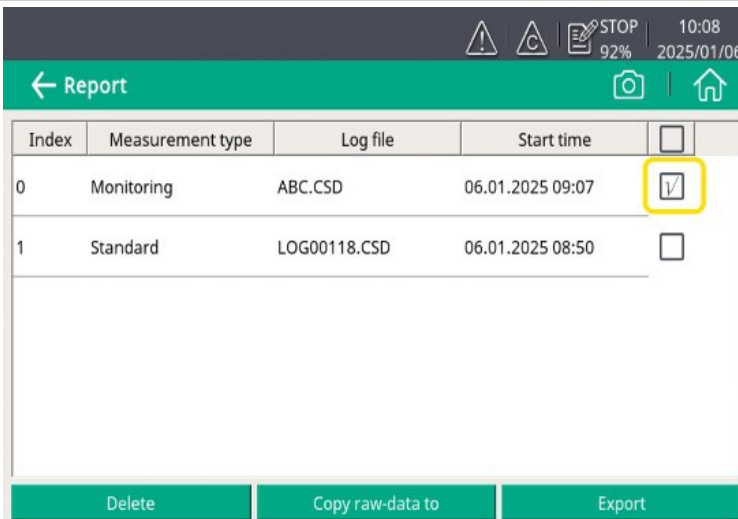 STOP 10:08
92% 2025/01/06
Report
Index Measurement type Log file Start time
0 Monitoring ABC.CSD 06.01.2025 09:07
1 Standard LOG00118.CSD 06.01.2025 08:50
Delete Copy raw-data to Export